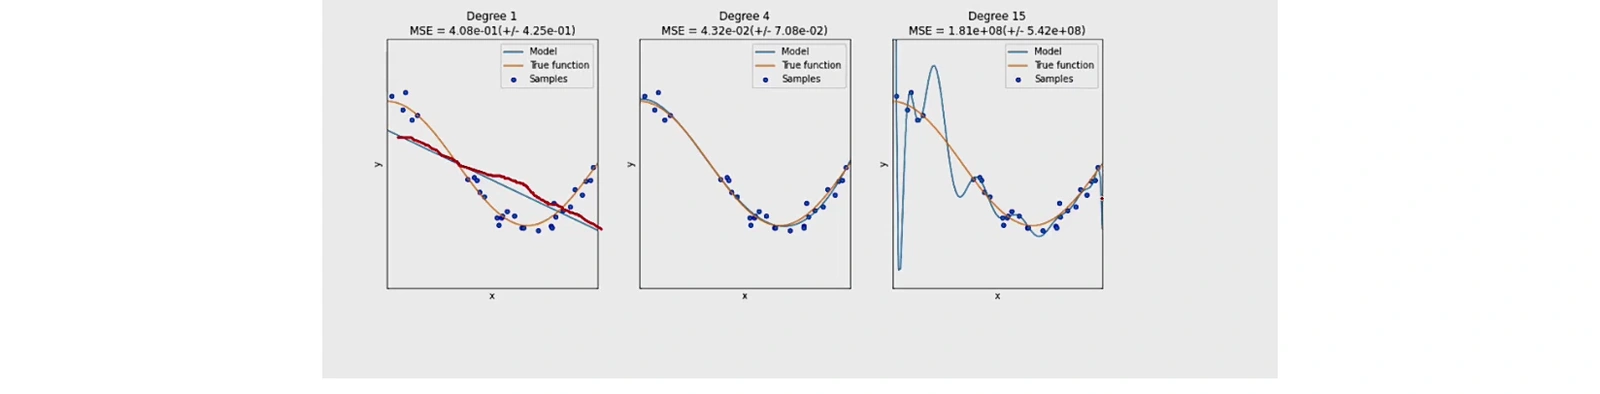 Degree 1
MSE = 4.08e-01(+/- 4.25e-01)
Model
True function
Samples
y
x
Degree 4
MSE = 4.32e-02(+/- 7.08e-02)
Model
True function
Samples
y
x
Degree 15
MSE = 1.81e+08(+/- 5.42e+08)
Model
True function
Samples
y
x